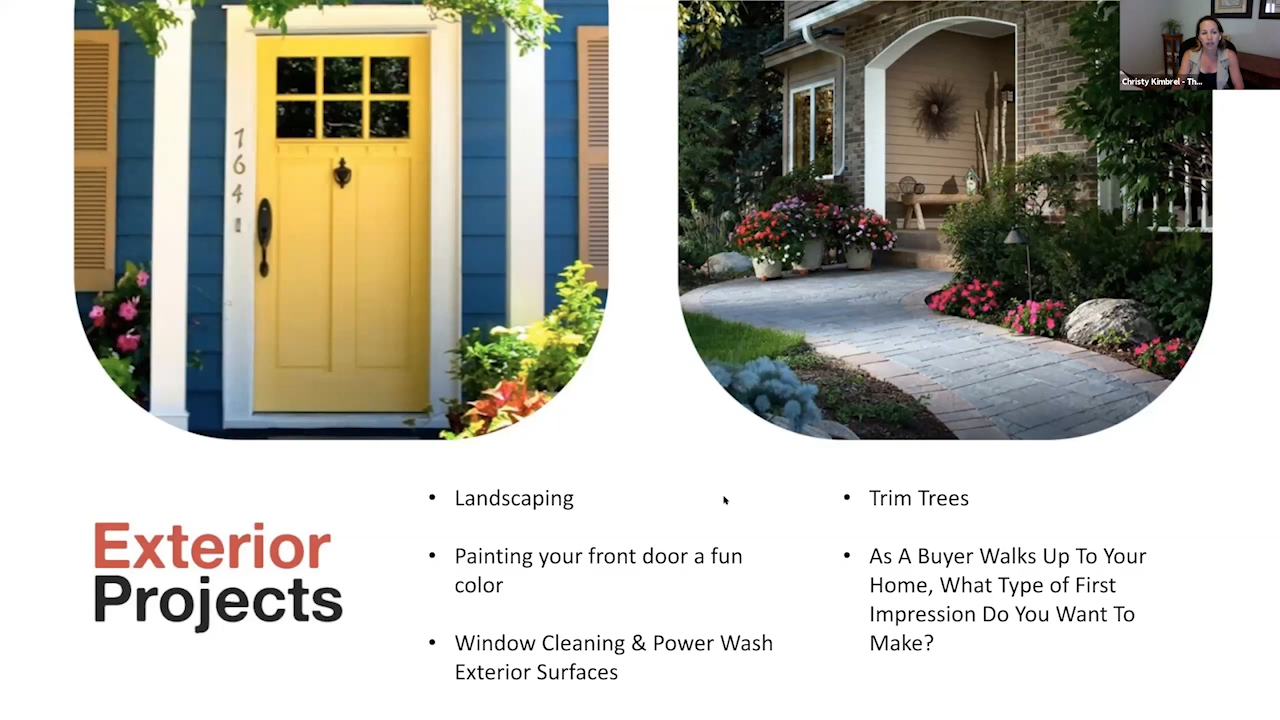 764
Christy Kimbrel - Th...
Exterior
Projects
• Landscaping
• Painting your front door a fun
color
• Window Cleaning & Power Wash
Exterior Surfaces
• Trim Trees
• As A Buyer Walks Up To Your
Home, What Type of First
Impression Do You Want To
Make?